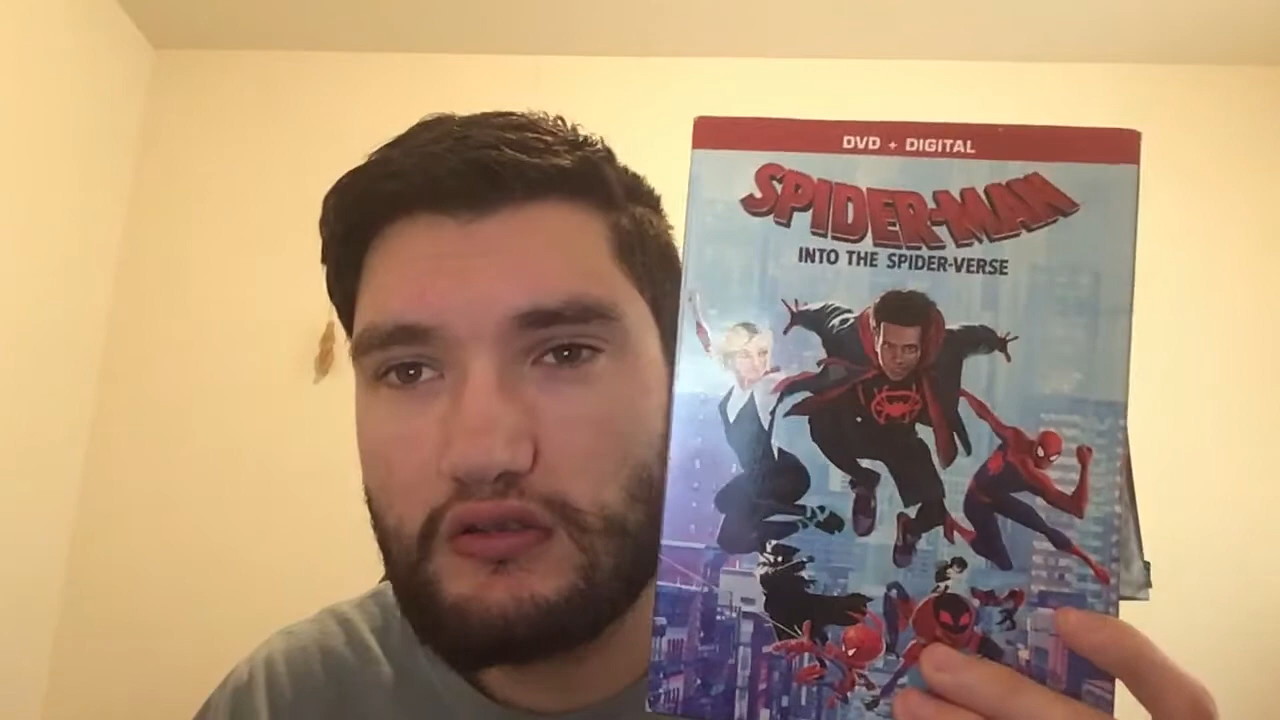 DVD + DIGITAL
SPIDER-MAN
INTO THE SPIDER-VERSE